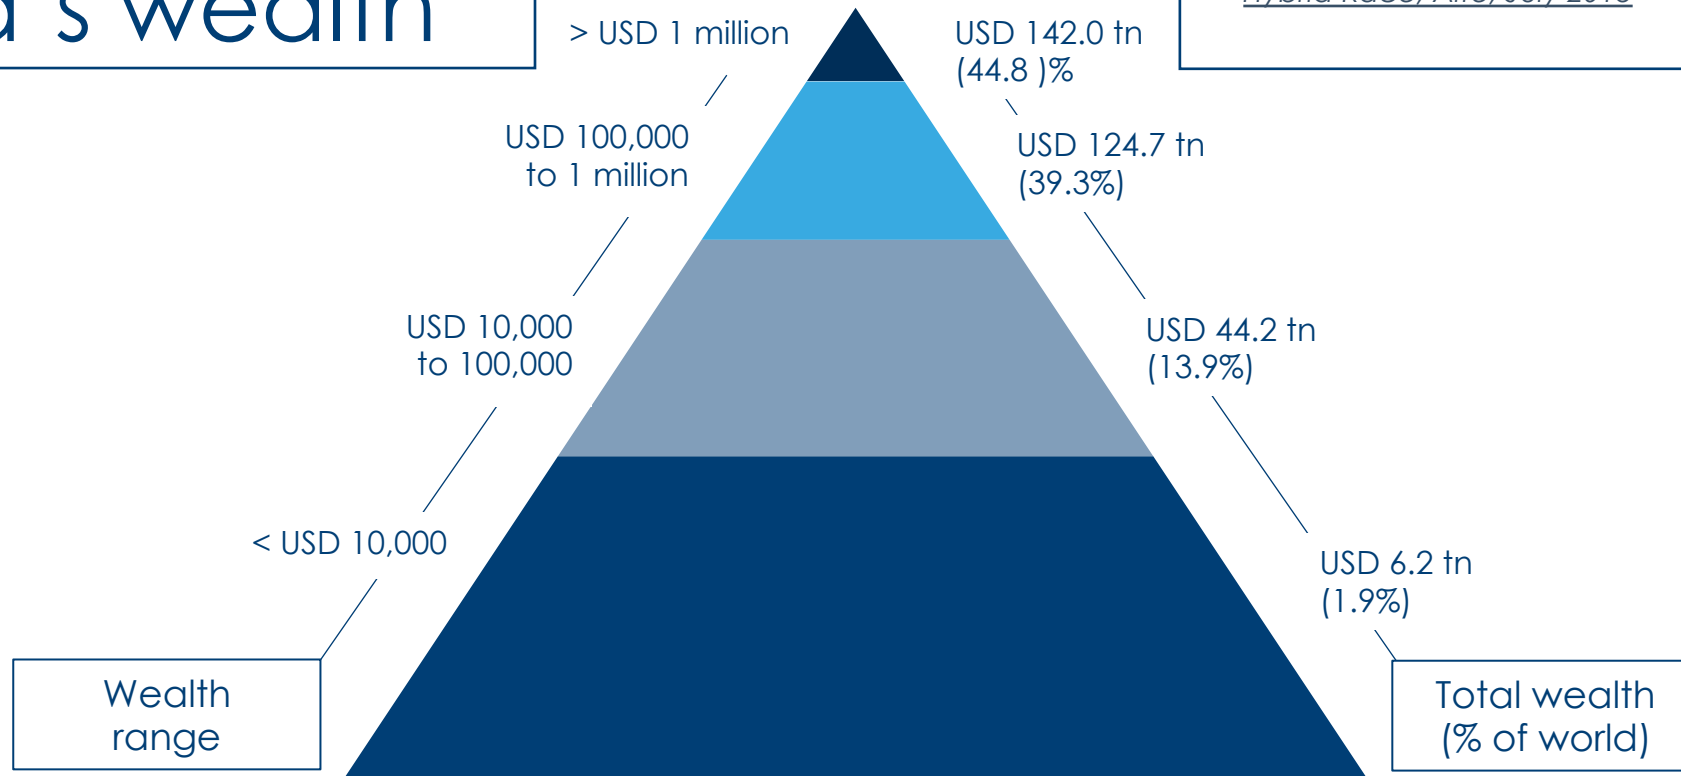 's wealth
> USD 1 million
USD 142.0 tn
(44.8 )%
USD 100,000
to 1 million
USD 124.7 tn
(39.3%)
USD 10,000
to 100,000
USD 44.2 tn
(13.9%)
< USD 10,000
USD 6.2 tn
(1.9%)
Wealth
range
Total wealth
(% of world)